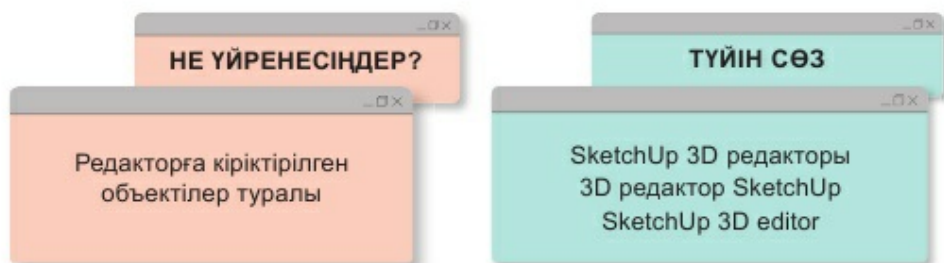 НЕ ҮЙРЕНЕСІҢДЕР?
Редакторға кіріктірілген
объектілер туралы
ТҮЙІН СӨЗ
SketchUp 3D редакторы
3D редактор SketchUp
SketchUp 3D editor